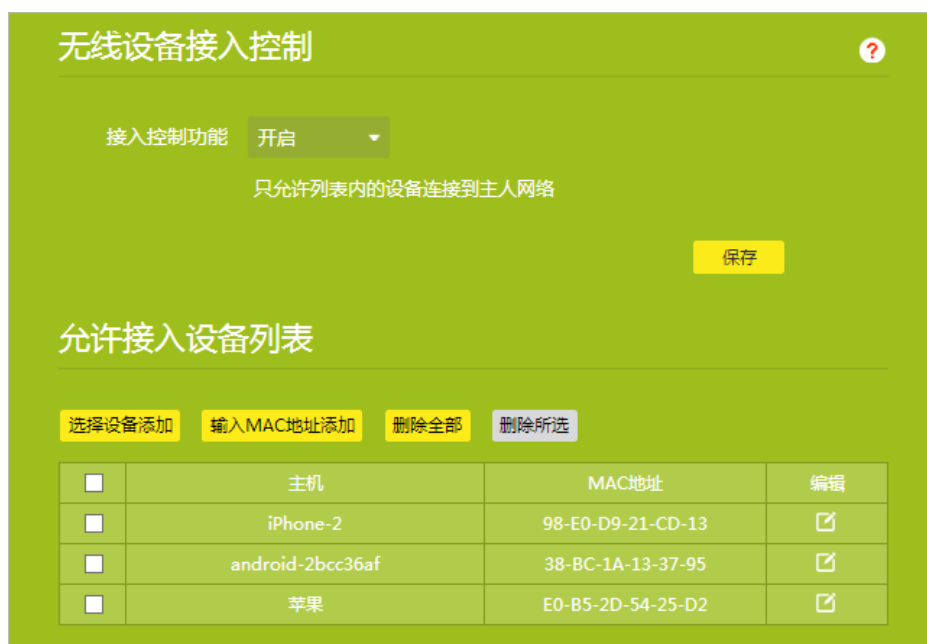 无线设备接入控制
?
接入控制功能 开启
只允许列表内的设备连接到主人网络
保存
允许接入设备列表
选择设备添加 输入MAC地址添加 删除全部 删除所选
主机 MAC地址 编辑
iPhone-2 98-E0-D9-21-CD-13
android-2bcc36af 38-BC-1A-13-37-95
苹果 E0-B5-2D-54-25-D2